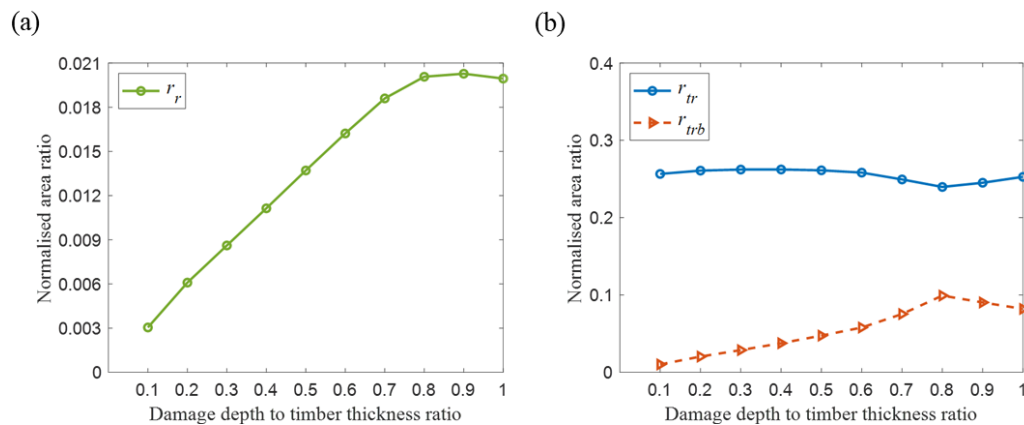 (a)
(b)
0.021
0.018
0.015
0.012
0.009
0.006
0.003
0
Normalised area ratio
r_r
0.1 0.2 0.3 0.4 0.5 0.6 0.7 0.8 0.9 1
Damage depth to timber thickness ratio
0.4
0.3
0.2
0.1
0
Normalised area ratio
r_tr
r_trb
0.1 0.2 0.3 0.4 0.5 0.6 0.7 0.8 0.9 1
Damage depth to timber thickness ratio